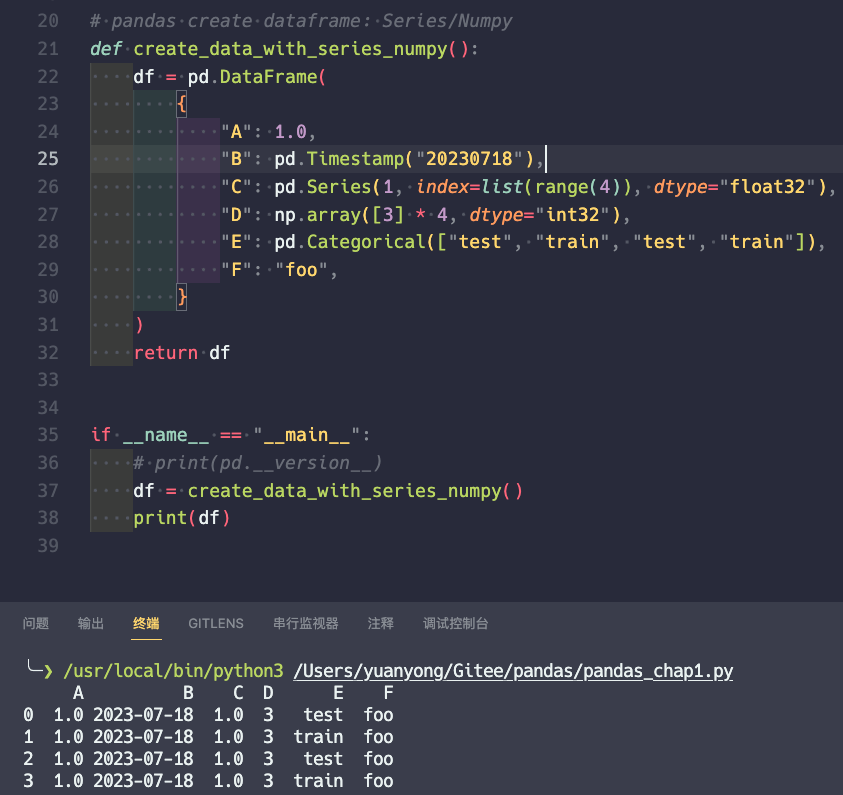 20 # pandas create dataframe: Series/Numpy
21 def create_data_with_series_numpy():
22     df = pd.DataFrame(
23         {
24             "A": 1.0,
25             "B": pd.Timestamp("20230718"),
26             "C": pd.Series(1, index=list(range(4)), dtype="float32"),
27             "D": np.array([3] * 4, dtype="int32"),
28             "E": pd.Categorical(["test", "train", "test", "train"]),
29             "F": "foo",
30         }
31     )
32     return df
33
34
35 if __name__ == "__main__":
36     # print(pd.__version__)
37     df = create_data_with_series_numpy()
38     print(df)
39
问题 输出 终端 GITLENS 串行监视器 注释 调试控制台
╰─❯ /usr/local/bin/python3 /Users/yuanyong/Gitee/pandas/pandas_chap1.py
     A          B    C  D      E    F
0  1.0 2023-07-18  1.0  3   test  foo
1  1.0 2023-07-18  1.0  3  train  foo
2  1.0 2023-07-18  1.0  3   test  foo
3  1.0 2023-07-18  1.0  3  train  foo